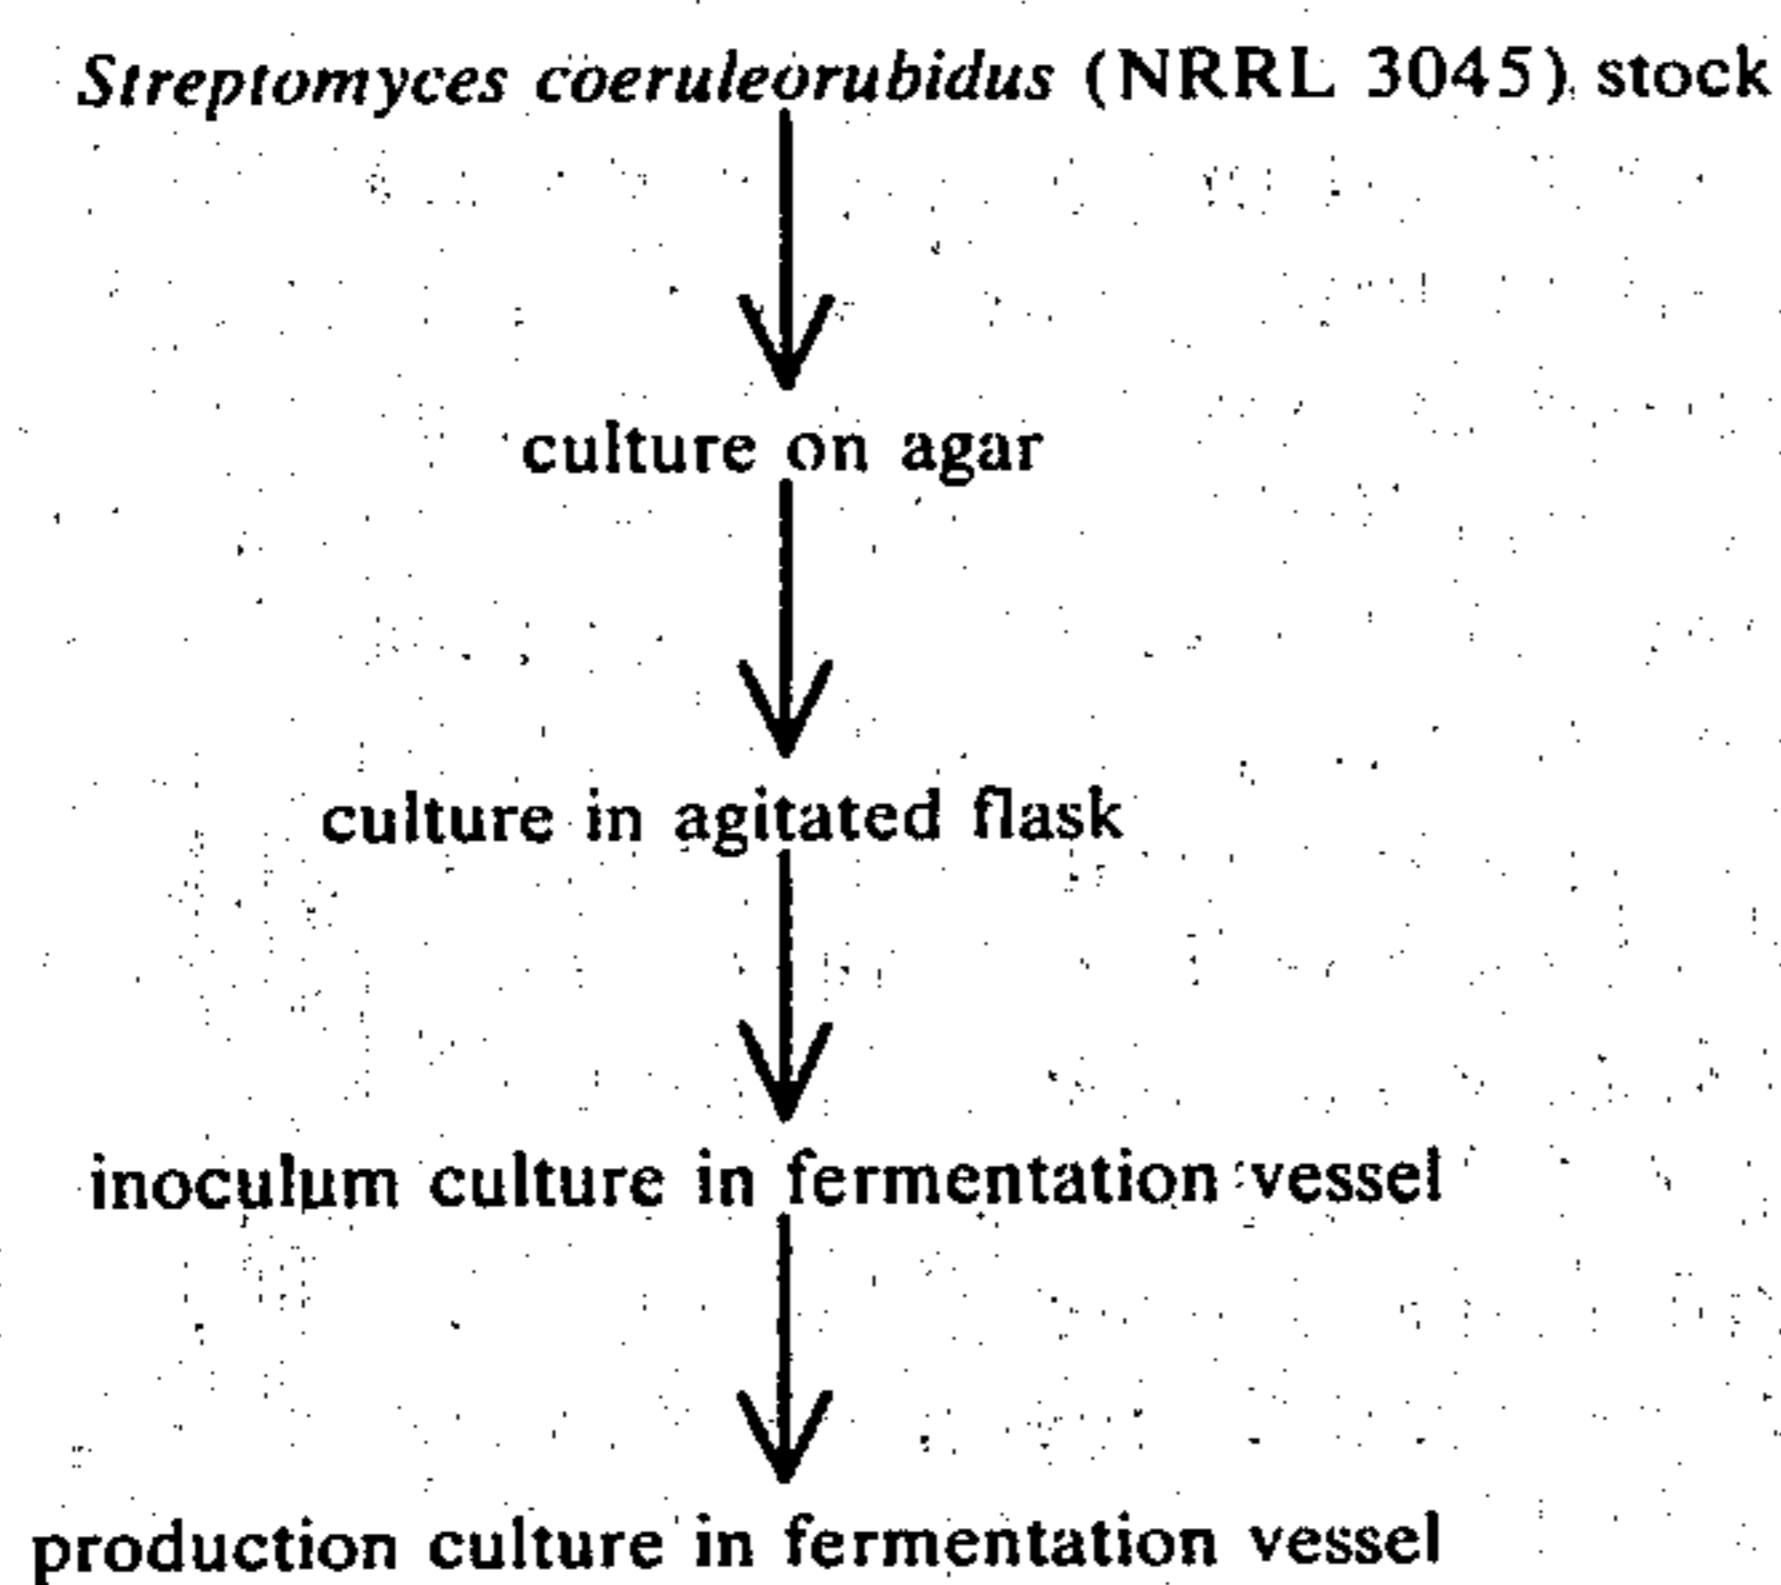 Streptomyces coeruleorubidus (NRRL 3045) stock
culture on agar
culture in agitated flask
inoculum culture in fermentation vessel
production culture in fermentation vessel